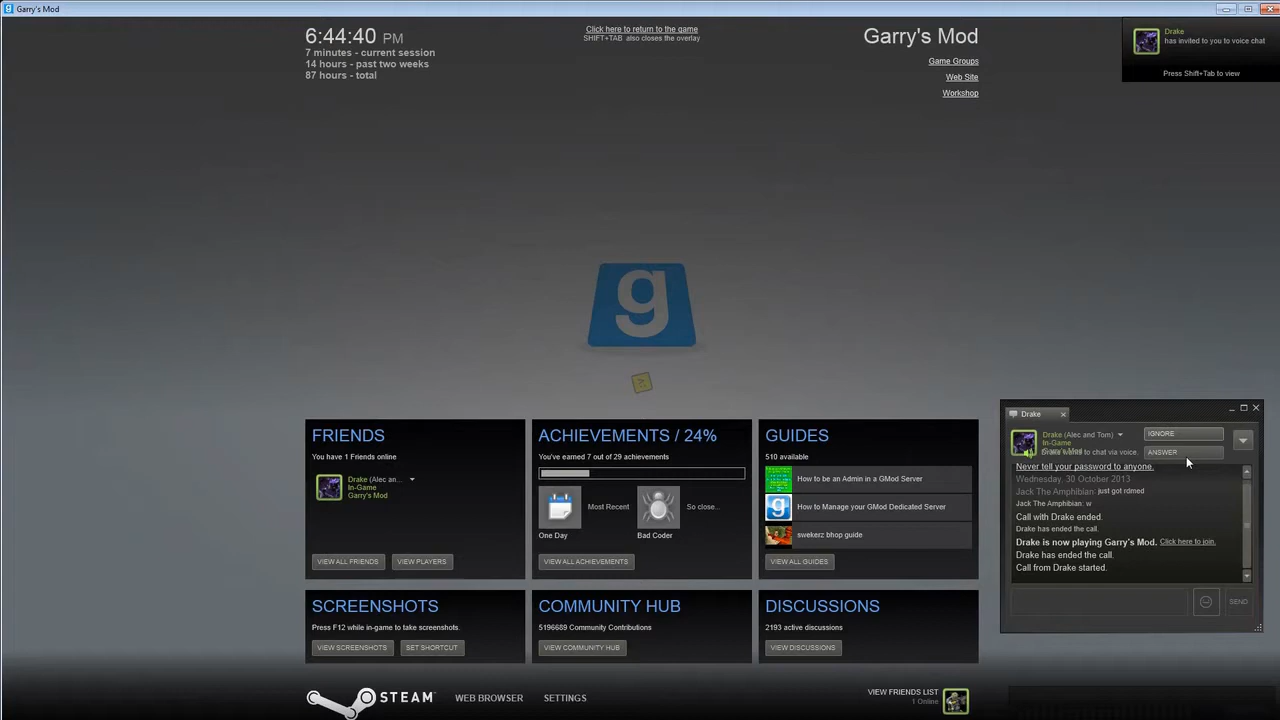 Garry's Mod
6:44:40 PM
7 minutes - current session
14 hours - past two weeks
87 hours - total
Click here to return to the game
SHIFT+TAB also closes the overlay
Garry's Mod
Game Groups
Web Site
Workshop
Drake
has invited to you to voice chat
Press Shift+Tab to view
g
FRIENDS
You have 1 Friends online
Drake (Alec an...
In-Game
Garry's Mod
VIEW ALL FRIENDS
VIEW PLAYERS
ACHIEVEMENTS / 24%
You've earned 7 out of 29 achievements
Most Recent
So close...
One Day
Bad Coder
VIEW ALL ACHIEVEMENTS
GUIDES
510 available
How to be an Admin in a GMod Server
How to Manage your GMod Dedicated Server
swekerz bhop guide
VIEW ALL GUIDES
SCREENSHOTS
Press F12 while in-game to take screenshots.
VIEW SCREENSHOTS
SET SHORTCUT
COMMUNITY HUB
5196689 Community Contributions
VIEW COMMUNITY HUB
DISCUSSIONS
2193 active discussions
VIEW DISCUSSIONS
Drake
Drake (Alec and Tom)
In-Game
Garry's Mod
Drake wants to chat via voice.
IGNORE
ANSWER
Never tell your password to anyone.
Wednesday, 30 October 2013
Jack The Amphibian: just got rdmed
Jack The Amphibian: w
Call with Drake ended.
Drake has ended the call.
Drake is now playing Garry's Mod. Click here to join.
Drake has ended the call.
Call from Drake started.
SEND
STEAM
WEB BROWSER
SETTINGS
VIEW FRIENDS LIST
1 Online